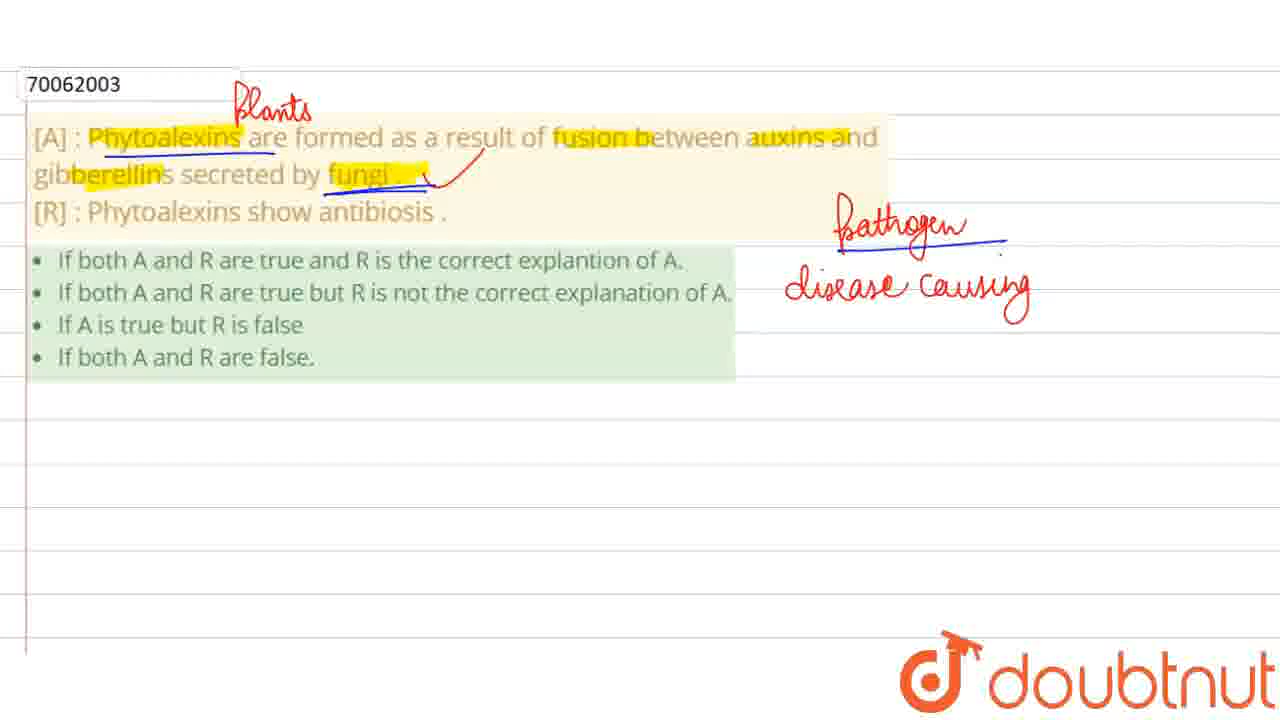 70062003
Plants
[A] : Phytoalexins are formed as a result of fusion between auxins and
gibberellins secreted by fungi .
[R] : Phytoalexins show antibiosis .
Pathogen
disease causing
• If both A and R are true and R is the correct explantion of A.
• If both A and R are true but R is not the correct explanation of A.
• If A is true but R is false
• If both A and R are false.
doubtnut